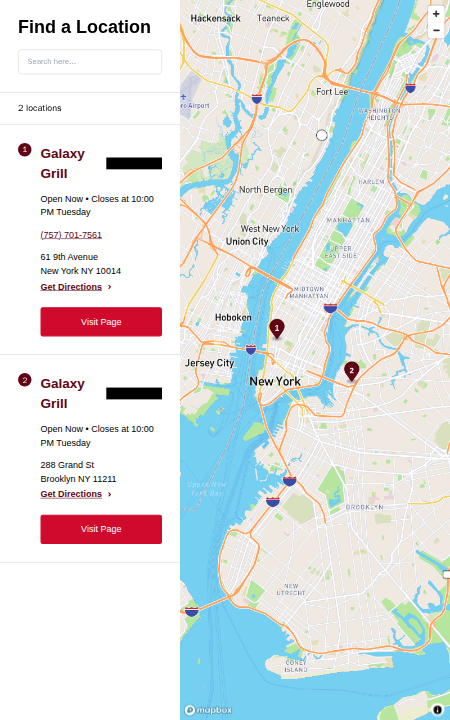 Find a Location
Search here...
2 locations
1
Galaxy
Grill
Open Now • Closes at 10:00
PM Tuesday
(757) 701-7561
61 9th Avenue
New York NY 10014
Get Directions ›
Visit Page
2
Galaxy
Grill
Open Now • Closes at 10:00
PM Tuesday
288 Grand St
Brooklyn NY 11211
Get Directions ›
Visit Page
Englewood
Hackensack
Teaneck
+
−
Fort Lee
ro Airport
WASHINGTON
HEIGHTS
HARLEM
North Bergen
MANHATTAN
West New York
Union City
UPPER
EAST SIDE
MIDTOWN
MANHATTAN
Hoboken
1
Jersey City
2
New York
Upper New
York Bay
BROOKLYN
NEW
UTRECHT
CONEY
ISLAND
mapbox